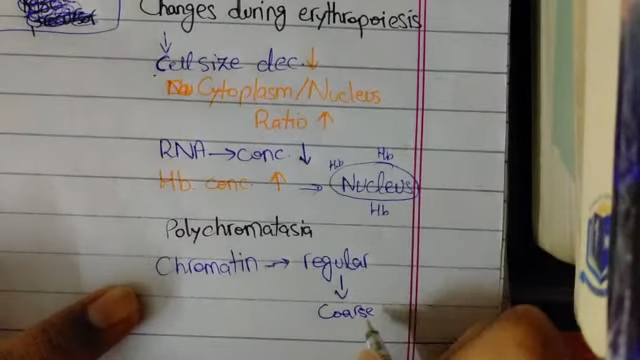 Changes during erythropoiesis
↓
Cell size dec. ↓
Cytoplasm/Nucleus
Ratio ↑
RNA → conc. ↓
Hb Hb
Hb conc. ↑ → Nucleus
Hb
Polychromatasia
Chromatin → regular
↓
Coarse